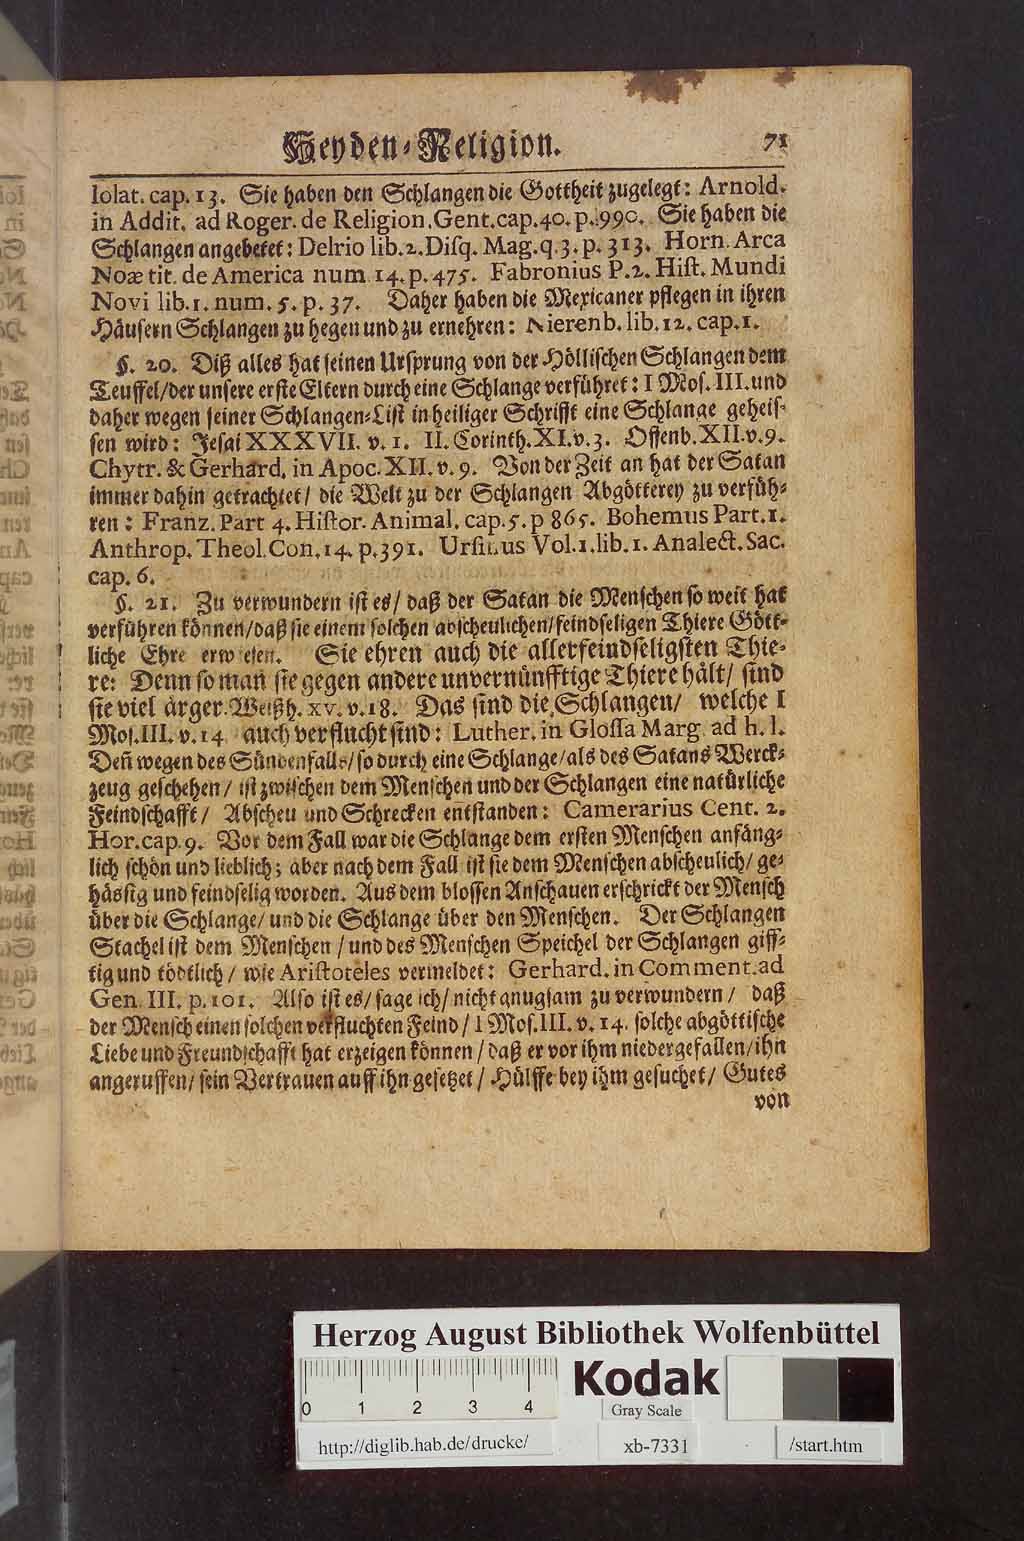 Heyden-Religion. 71
Iolat. cap. 13. Sie haben den Schlangen die Gottheit zugelegt: Arnold.
in Addit. ad Roger. de Religion. Gent. cap. 40. p. 990. Sie haben die
Schlangen angebetet: Delrio lib. 2. Disq. Mag. q. 3. p. 313. Horn. Arca
Noæ tit. de America num 14. p. 475. Fabronius P. 2. Hist. Mundi
Novi lib. 1. num. 5. p. 37. Daher haben die Mexicaner pflegen in ihren
Häusern Schlangen zu hegen und zu ernehren: Nierenb. lib. 12. cap. 1.
§. 20. Diß alles hat seinen Ursprung von der Höllischen Schlangen dem
Teuffel/ der unsere erste Eltern durch eine Schlange verführet: I Mos. III. und
daher wegen seiner Schlangen-List in heiliger Schrifft eine Schlange geheis-
sen wird: Jesai XXXVII. v. 1. II. Corinth. XI. v. 3. Offenb. XII. v. 9.
Chytr. & Gerhard. in Apoc. XII. v. 9. Von der Zeit an hat der Satan
immer dahin getrachtet/ die Welt zu der Schlangen Abgötterey zu verfüh-
ren: Franz. Part 4. Histor. Animal. cap. 5. p 865. Bohemus Part. 1.
Anthrop. Theol. Con. 14. p. 391. Ursinus Vol. 1. lib. 1. Analect. Sac.
cap. 6.
§. 21. Zu verwundern ist es/ daß der Satan die Menschen so weit hat
verführen können/ daß sie einem solchen abscheulichen/ feindseligen Thiere Gött-
liche Ehre erwiesen. Sie ehren auch die allerfeindseligsten Thie-
re: Denn so mañ sie gegen andere unvernünfftige Thiere hält/ sind
sie viel ärger. Weißh. xv. v. 18. Das sind die Schlangen/ welche I
Mos. III. v. 14 auch verflucht sind: Luther. in Glossa Marg. ad h. l.
Deñ wegen des Sündenfalls/ so durch eine Schlange/ als des Satans Werck-
zeug geschehen/ ist zwischen dem Menschen und der Schlangen eine natürliche
Feindschafft/ Abscheu und Schrecken entstanden: Camerarius Cent. 2.
Hor. cap. 9. Vor dem Fall war die Schlange dem ersten Menschen anfäng-
lich schön und lieblich; aber nach dem Fall ist sie dem Menschen abscheulich/ ge-
hässig und feindselig worden. Aus dem blossen Anschauen erschrickt der Mensch
über die Schlange/ und die Schlange über den Menschen. Der Schlangen
Stachel ist dem Menschen/ und des Menschen Speichel der Schlangen giff-
tig und tödtlich/ wie Aristoteles vermeldet: Gerhard. in Comment. ad
Gen. III. p. 101. Also ist es/ sage ich/ nicht gnugsam zu verwundern/ daß
der Mensch einen solchen verfluchten Feind/ I Mos. III. v. 14. solche abgöttische
Liebe und Freundschafft hat erzeigen können/ daß er vor ihm niedergefallen/ ihn
angeruffen/ sein Vertrauen auff ihn gesetzet/ Hülffe bey ihm gesuchet/ Gutes
von
Herzog August Bibliothek Wolfenbüttel
0 1 2 3 4
Kodak
Gray Scale
http://diglib.hab.de/drucke/ xb-7331 /start.htm